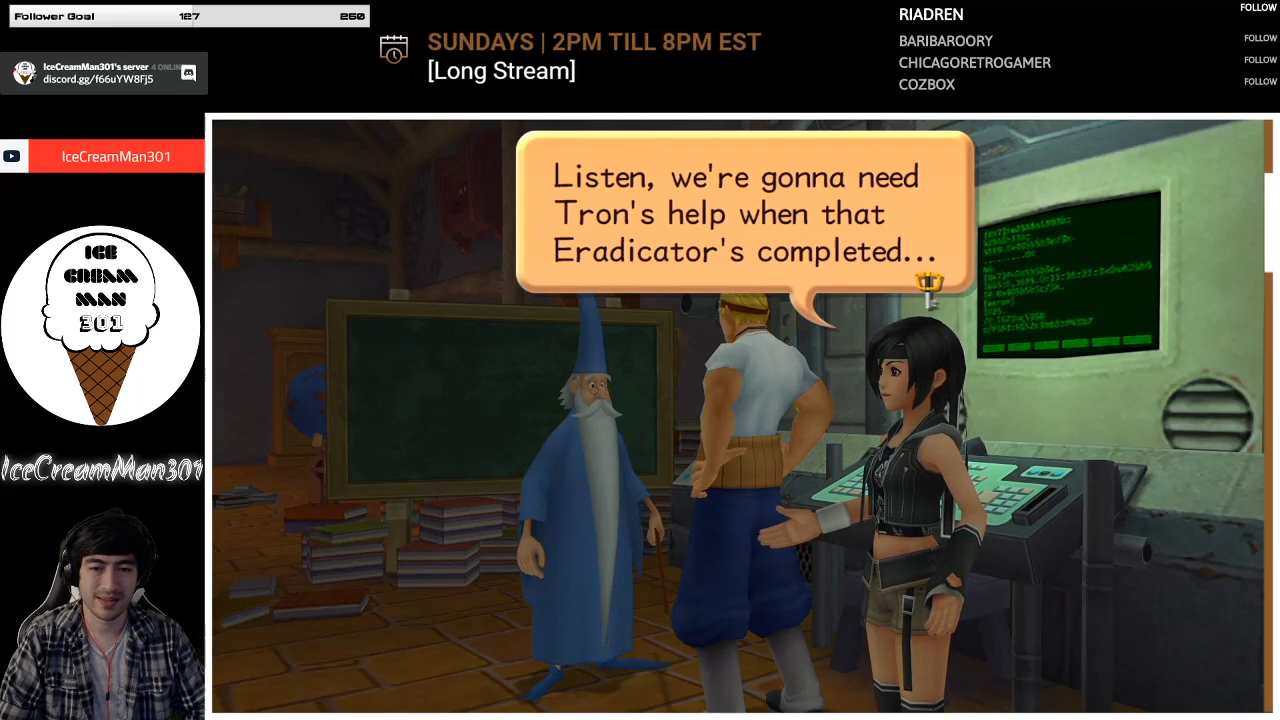 Follower Goal 127 250
IceCreamMan301's server 4 ONLIN
discord.gg/f66uYW8Fj5
SUNDAYS | 2PM TILL 8PM EST
[Long Stream]
RIADREN FOLLOW
BARIBAROORY FOLLOW
CHICAGORETROGAMER FOLLOW
COZBOX FOLLOW
IceCreamMan301
ICE
CREAM
MAN
301
IceCreamMan301
Listen, we're gonna need
Tron's help when that
Eradicator's completed...